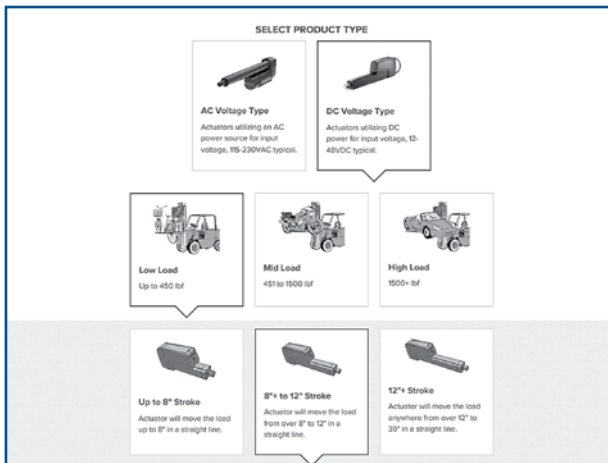 SELECT PRODUCT TYPE
AC Voltage Type
Actuators utilizing an AC
power source for input
voltage, 115-230VAC typical.
DC Voltage Type
Actuators utilizing DC
power for input voltage, 12-
48VDC typical.
Low Load
Up to 450 lbf
Mid Load
451 to 1500 lbf
High Load
1500+ lbf
Up to 8" Stroke
Actuator will move the load
up to 8" in a straight line.
8"+ to 12" Stroke
Actuator will move the load
from over 8" to 12" in a
straight line.
12"+ Stroke
Actuator will move the load
anywhere from over 12" to
39" in a straight line.